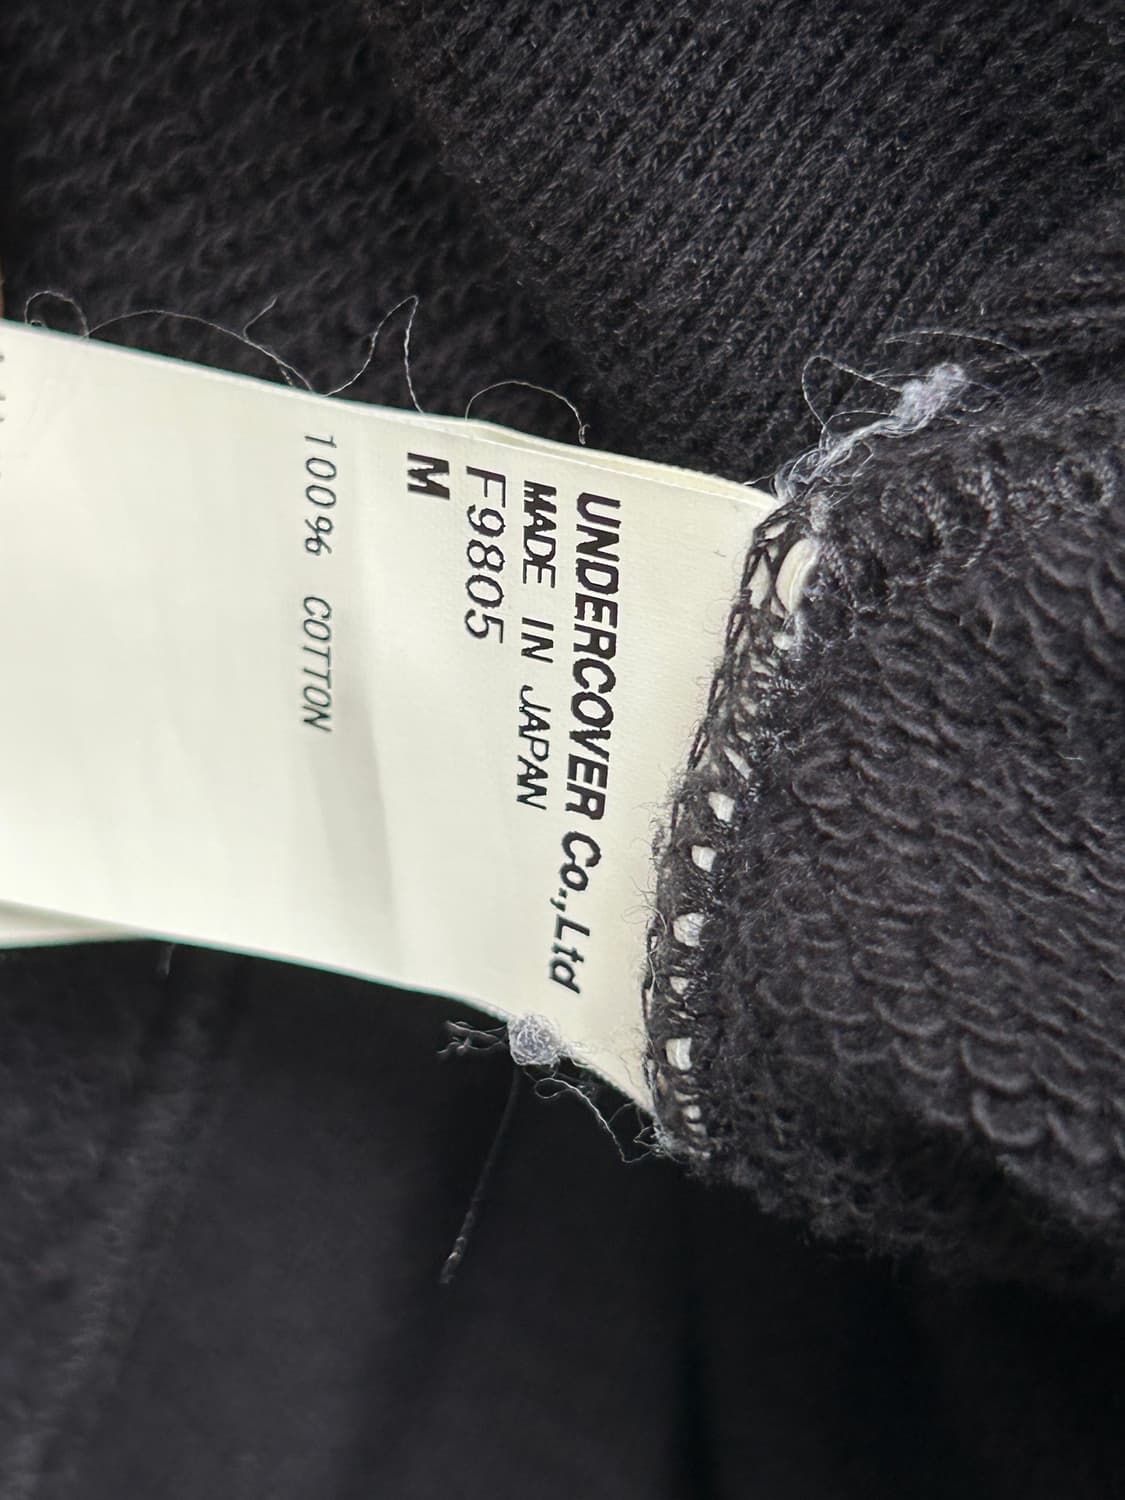 UNDERCOVER Co.,Ltd
MADE IN JAPAN
F9805
M
100% COTTON